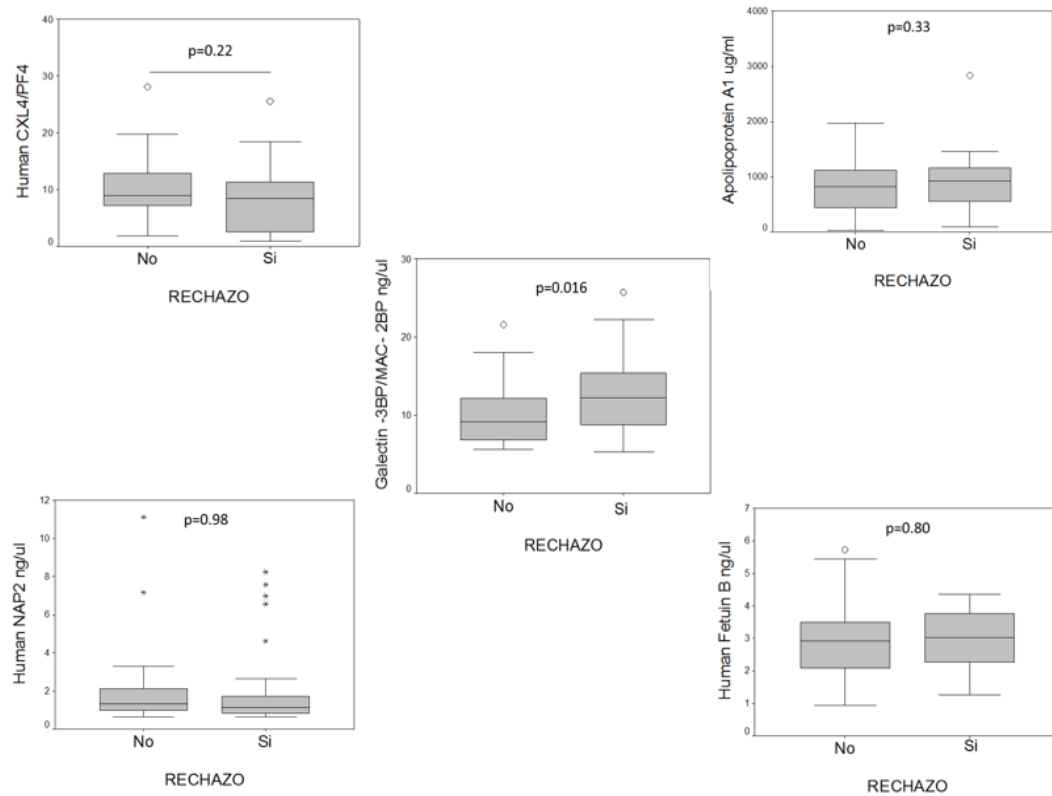 Human CXL4/PF4
40
30
20
10
0
p=0.22
No Si
RECHAZO
Apolipoprotein A1 ug/ml
4000
3000
2000
1000
0
p=0.33
No Si
RECHAZO
Galectin -3BP/MAC- 2BP ng/ul
30
20
10
0
p=0.016
No Si
RECHAZO
Human NAP2 ng/ul
12
10
8
6
4
2
0
p=0.98
No Si
RECHAZO
Human Fetuin B ng/ul
7
6
5
4
3
2
1
0
p=0.80
No Si
RECHAZO